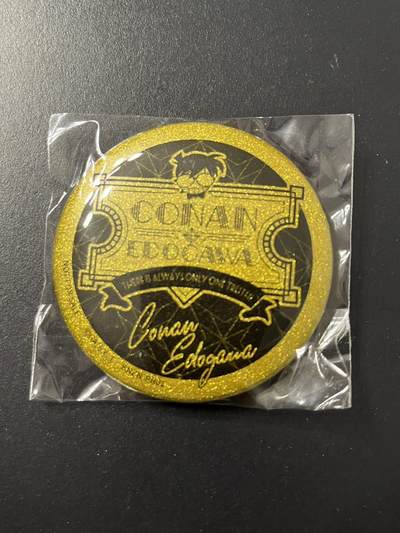 CONAN
EDOGAWA
THERE IS ALWAYS ONLY ONE TRUTH!!
Conan
Edogawa